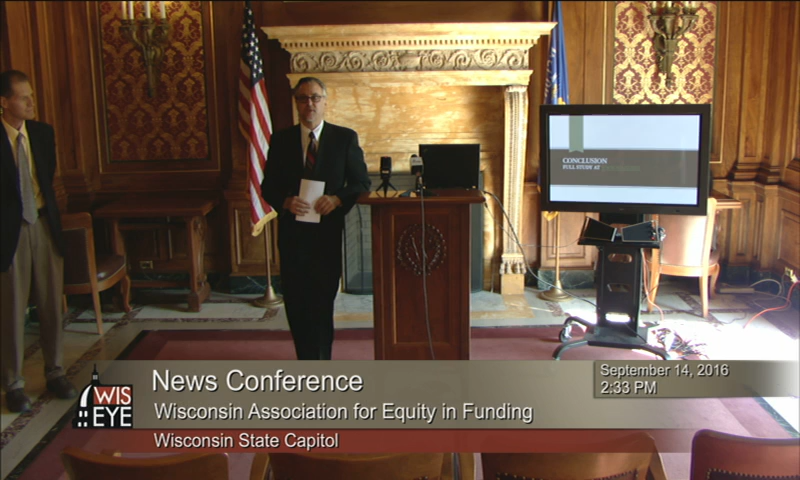 CONCLUSION
FULL STUDY AT
WIS
EYE
News Conference
Wisconsin Association for Equity in Funding
Wisconsin State Capitol
September 14, 2016
2:33 PM